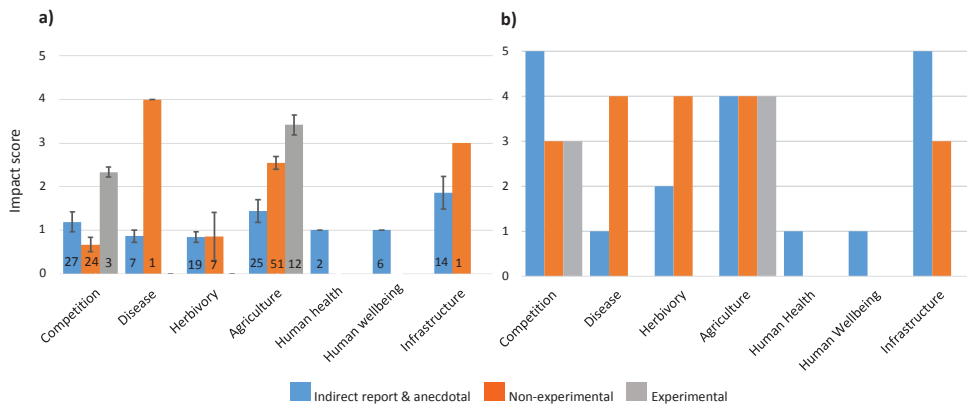 a)
b)
Impact score
5
4
3
2
1
0
27 24 3 7 1 19 7 25 51 12 2 6 14 1
Competition
Disease
Herbivory
Agriculture
Human health
Human wellbeing
Infrastructure
5
4
3
2
1
0
Competition
Disease
Herbivory
Agriculture
Human Health
Human Wellbeing
Infrastructure
Indirect report & anecdotal Non-experimental Experimental